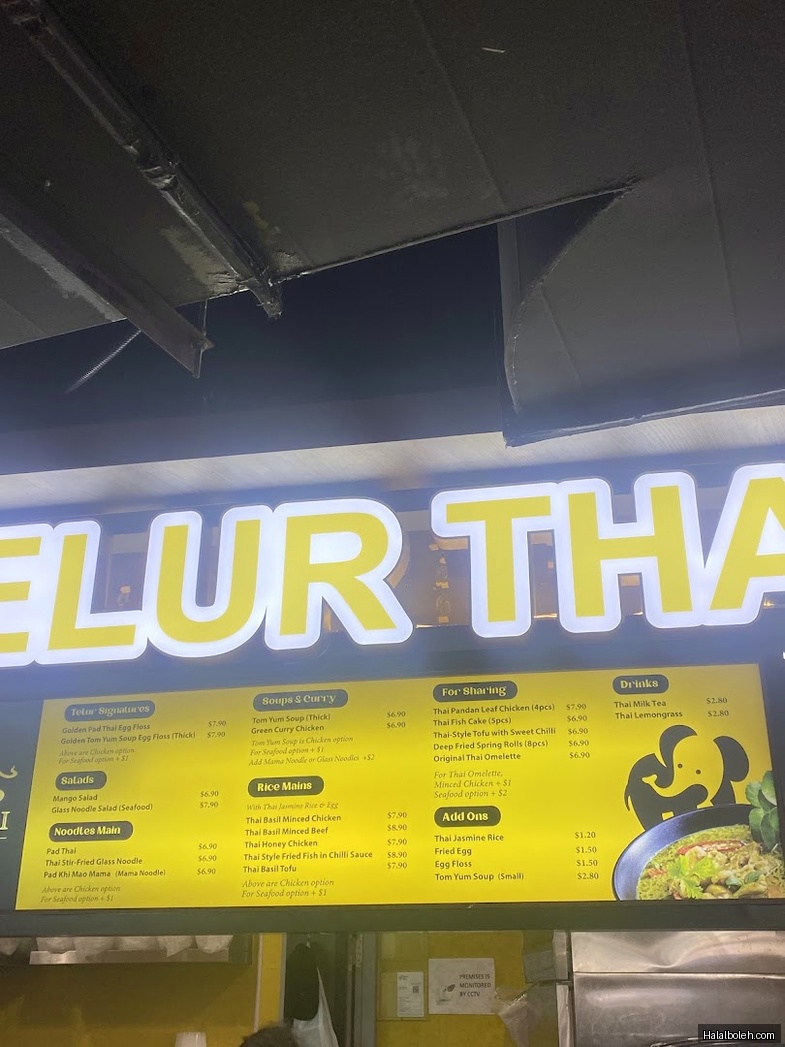 ELUR THA
Telur Signatures
Golden Pad Thai Egg Floss $7.90
Golden Tom Yum Soup Egg Floss (Thick) $7.90
Above are Chicken option
For Seafood option + $1
Salads
Mango Salad $6.90
Glass Noodle Salad (Seafood) $7.90
Noodles Main
Pad Thai $6.90
Thai Stir-Fried Glass Noodle $6.90
Pad Khi Mao Mama (Mama Noodle) $6.90
Above are Chicken option
For Seafood option + $1
Soups & Curry
Tom Yum Soup (Thick) $6.90
Green Curry Chicken $6.90
Tom Yum Soup is Chicken option
For Seafood option + $1
Add Mama Noodle or Glass Noodles +$2
Rice Mains
With Thai Jasmine Rice & Egg
Thai Basil Minced Chicken $7.90
Thai Basil Minced Beef $8.90
Thai Honey Chicken $7.90
Thai Style Fried Fish in Chilli Sauce $8.90
Thai Basil Tofu $7.90
Above are Chicken option
For Seafood option + $1
For Sharing
Thai Pandan Leaf Chicken (4pcs) $7.90
Thai Fish Cake (5pcs) $6.90
Thai-Style Tofu with Sweet Chilli $6.90
Deep Fried Spring Rolls (8pcs) $6.90
Original Thai Omelette $6.90
For Thai Omelette,
Minced Chicken + $1
Seafood option + $2
Add Ons
Thai Jasmine Rice $1.20
Fried Egg $1.50
Egg Floss $1.50
Tom Yum Soup (Small) $2.80
Drinks
Thai Milk Tea $2.80
Thai Lemongrass $2.80
PREMISES IS
MONITORED
BY CCTV
Halalboleh.com